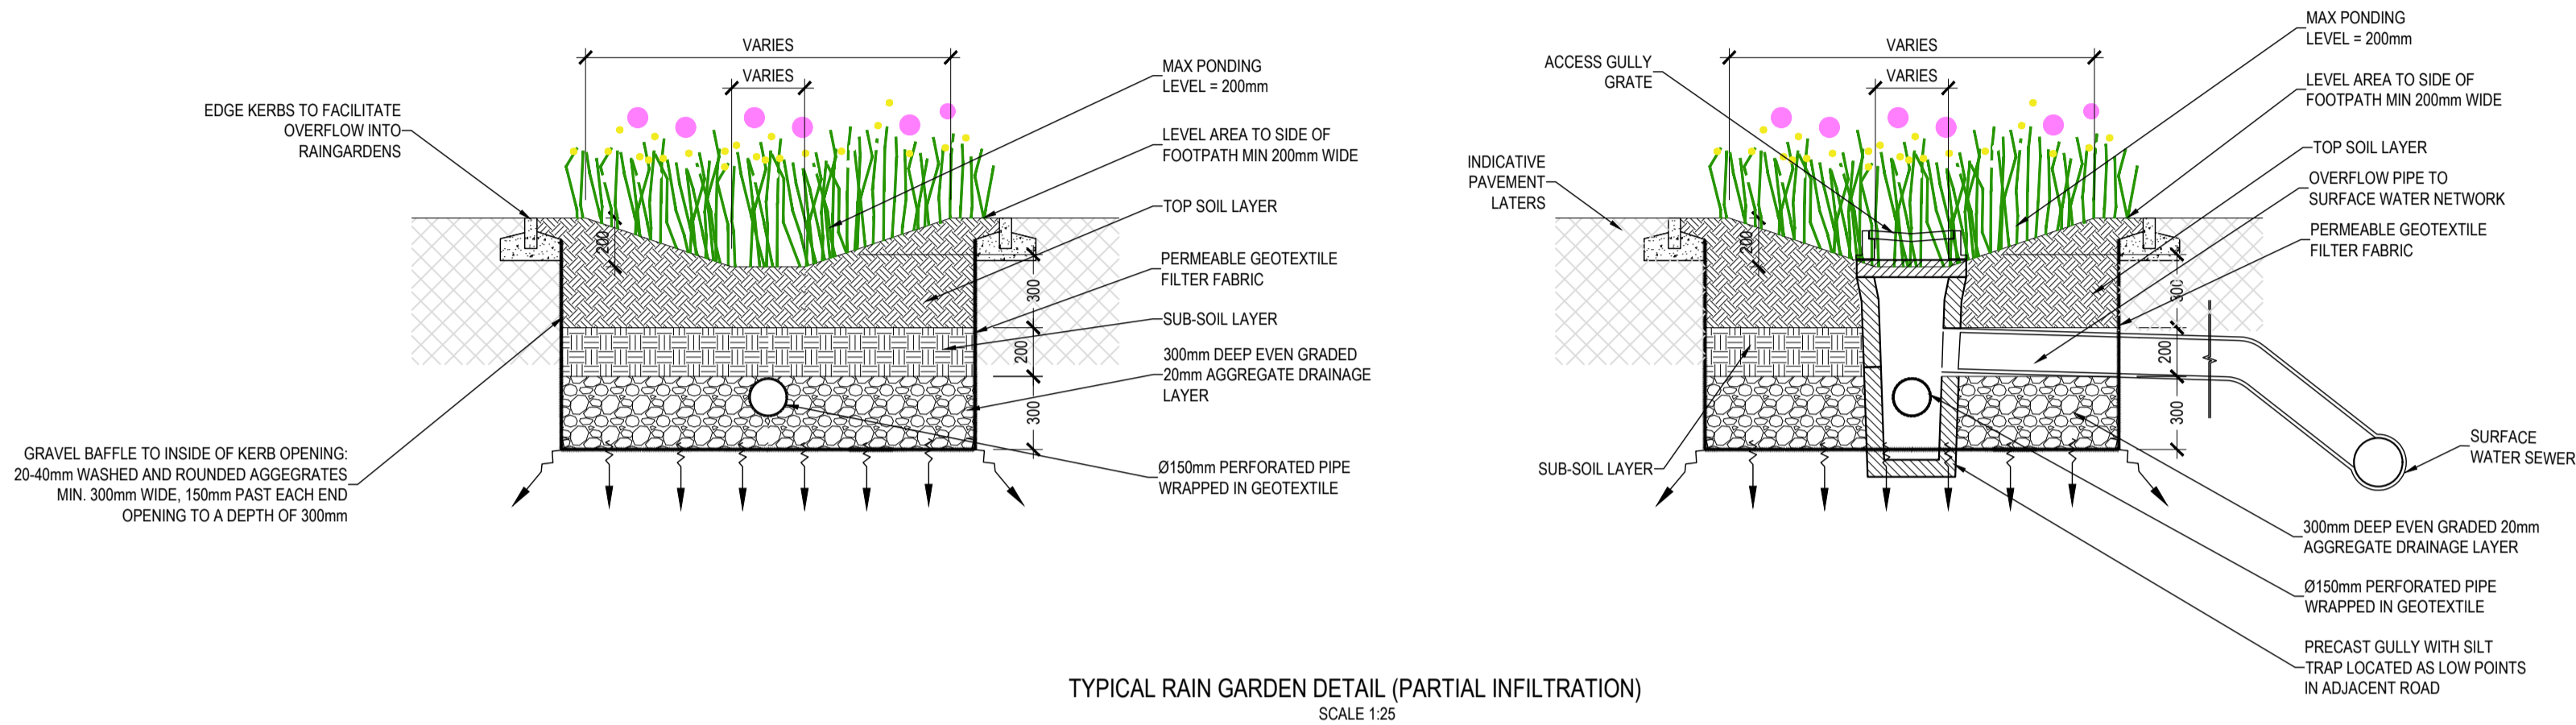 VARIES
VARIES
EDGE KERBS TO FACILITATE
OVERFLOW INTO
RAINGARDENS
MAX PONDING
LEVEL = 200mm
LEVEL AREA TO SIDE OF
FOOTPATH MIN 200mm WIDE
TOP SOIL LAYER
PERMEABLE GEOTEXTILE
FILTER FABRIC
SUB-SOIL LAYER
300mm DEEP EVEN GRADED
20mm AGGREGATE DRAINAGE
LAYER
Ø150mm PERFORATED PIPE
WRAPPED IN GEOTEXTILE
GRAVEL BAFFLE TO INSIDE OF KERB OPENING:
20-40mm WASHED AND ROUNDED AGGEGRATES
MIN. 300mm WIDE, 150mm PAST EACH END
OPENING TO A DEPTH OF 300mm
200
300
200
300
VARIES
VARIES
ACCESS GULLY
GRATE
INDICATIVE
PAVEMENT
LATERS
SUB-SOIL LAYER
MAX PONDING
LEVEL = 200mm
LEVEL AREA TO SIDE OF
FOOTPATH MIN 200mm WIDE
TOP SOIL LAYER
OVERFLOW PIPE TO
SURFACE WATER NETWORK
PERMEABLE GEOTEXTILE
FILTER FABRIC
SURFACE
WATER SEWER
300mm DEEP EVEN GRADED 20mm
AGGREGATE DRAINAGE LAYER
Ø150mm PERFORATED PIPE
WRAPPED IN GEOTEXTILE
PRECAST GULLY WITH SILT
TRAP LOCATED AS LOW POINTS
IN ADJACENT ROAD
200
300
200
300
TYPICAL RAIN GARDEN DETAIL (PARTIAL INFILTRATION)
SCALE 1:25